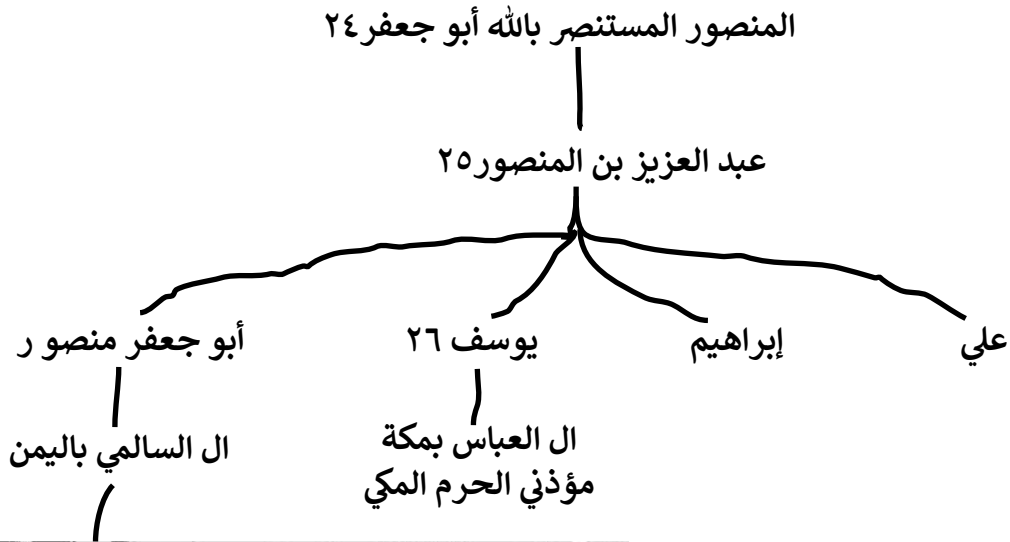 المنصور المستنصر بالله أبو جعفر٢٤
عبد العزيز بن المنصور٢٥
علي
إبراهيم
يوسف ٢٦
أبو جعفر منصو ر
ال العباس بمكة
مؤذني الحرم المكي
ال السالمي باليمن